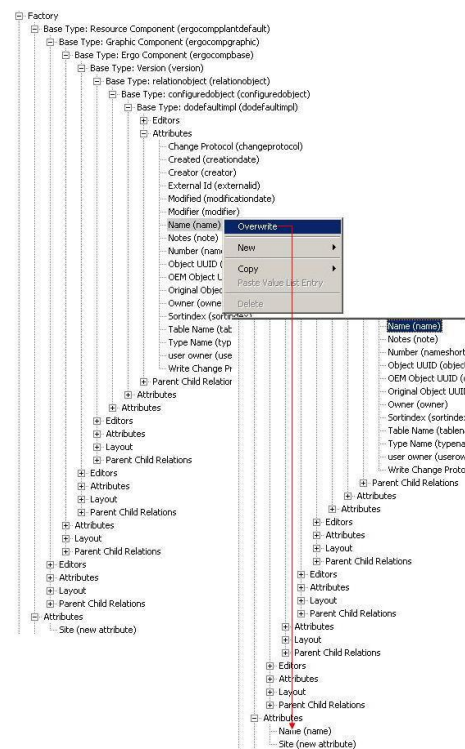 Factory
Base Type: Resource Component (ergocompplantdefault)
Base Type: Graphic Component (ergocompgraphic)
Base Type: Ergo Component (ergocompbase)
Base Type: Version (version)
Base Type: relationobject (relationobject)
Base Type: configuredobject (configuredobject)
Base Type: dodefaultimpl (dodefaultimpl)
Editors
Attributes
Change Protocol (changeprotocol)
Created (creationdate)
Creator (creator)
External Id (externalid)
Modified (modificationdate)
Modifier (modifier)
Name (name)
Notes (note)
Number (nam
Object UUID (
OEM Object U
Original Objec
Owner (owne
Sortindex (sortindex
Table Name (tab
Type Name (typ
user owner (use
Write Change Pr
Parent Child Relation
Attributes
Attributes
Editors
Attributes
Layout
Parent Child Relations
Editors
Attributes
Layout
Parent Child Relations
Attributes
Layout
Parent Child Relations
Editors
Attributes
Layout
Parent Child Relations
Attributes
Site (new attribute)
Overwrite
New
Copy
Paste Value List Entry
Delete
Name (name)
Notes (note)
Number (nameshort
Object UUID (object
OEM Object UUID (
Original Object UUI
Owner (owner)
Sortindex (sortinde
Table Name (tablen
Type Name (typena
user owner (userow
Write Change Proto
Parent Child Relations
Attributes
Attributes
Editors
Attributes
Layout
Parent Child Relations
Editors
Attributes
Layout
Parent Child Relations
Attributes
Layout
Parent Child Relations
Editors
Attributes
Layout
Parent Child Relations
Attributes
Name (name)
Site (new attribute)